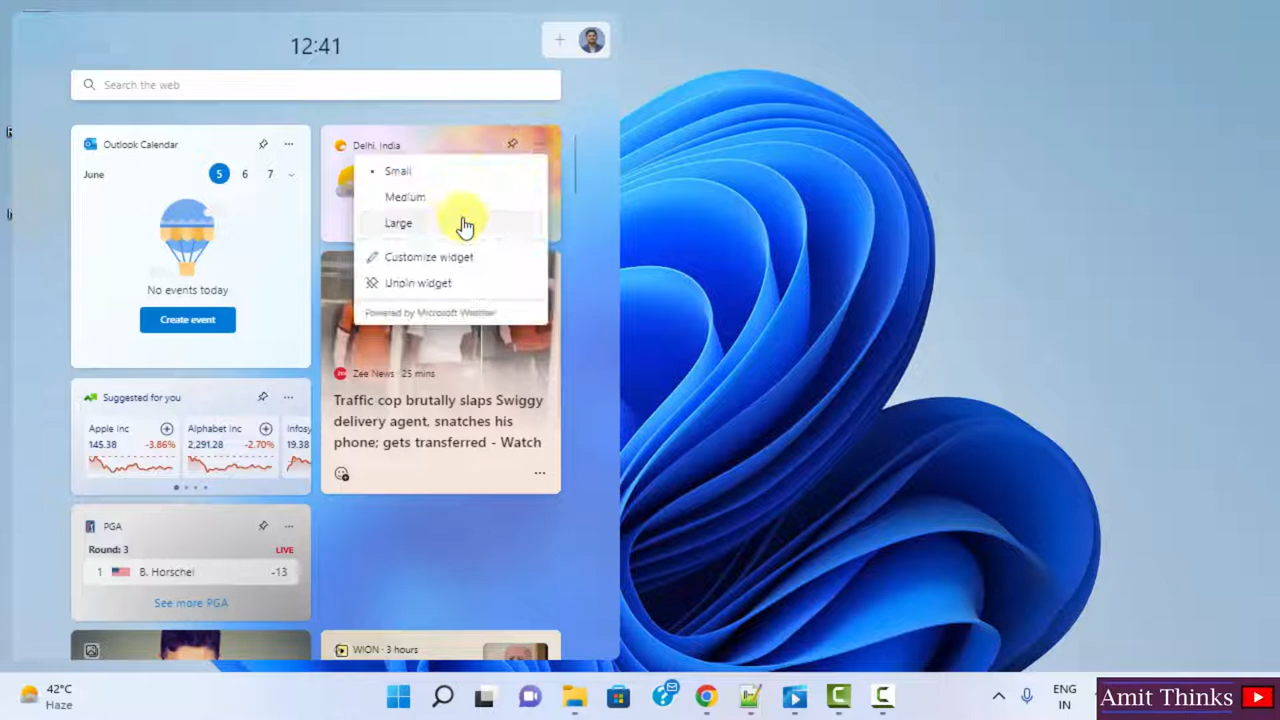 12:41
Search the web
Outlook Calendar
June 5 6 7
No events today
Create event
Delhi, India
Small
Medium
Large
Customize widget
Unpin widget
Powered by Microsoft Weather
Zee News · 25 mins
Traffic cop brutally slaps Swiggy
delivery agent, snatches his
phone; gets transferred - Watch
Suggested for you
Apple Inc
145.38 -3.86%
Alphabet Inc
2,291.28 -2.70%
Infosy
19.38
PGA
Round: 3 LIVE
1 B. Horschel -13
See more PGA
WION · 3 hours
42°C
Haze
ENG
IN
Amit Thinks